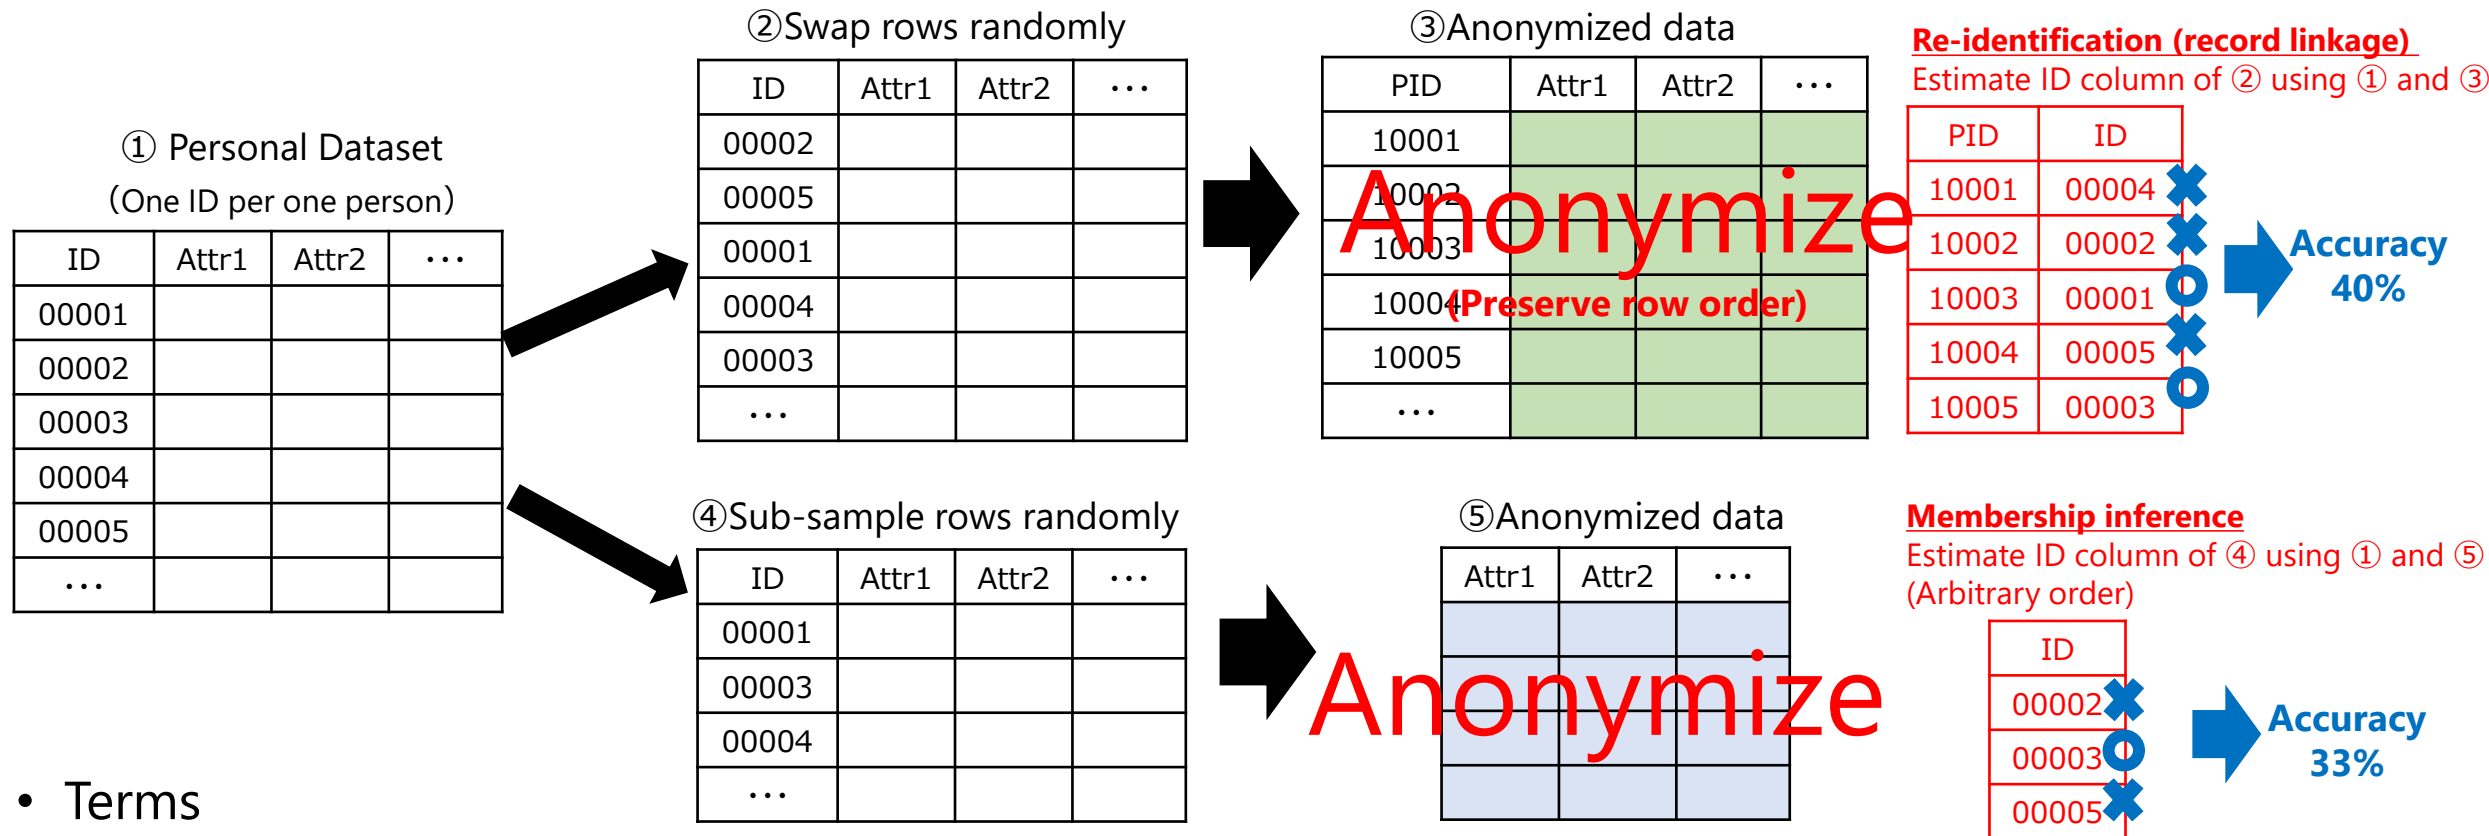 ① Personal Dataset
（One ID per one person）
ID Attr1 Attr2 ･･･
00001
00002
00003
00004
00005
･･･
②Swap rows randomly
ID Attr1 Attr2 ･･･
00002
00005
00001
00004
00003
･･･
③Anonymized data
PID Attr1 Attr2 ･･･
10001
10002
10003
10004
10005
･･･
Anonymize
(Preserve row order)
Re-identification (record linkage)
Estimate ID column of ② using ① and ③
PID ID
10001 00004
10002 00002
10003 00001
10004 00005
10005 00003
Accuracy
40%
④Sub-sample rows randomly
ID Attr1 Attr2 ･･･
00001
00003
00004
･･･
⑤Anonymized data
Attr1 Attr2 ･･･
Anonymize
Membership inference
Estimate ID column of ④ using ① and ⑤
(Arbitrary order)
ID
00002
00003
00005
Accuracy
33%
• Terms